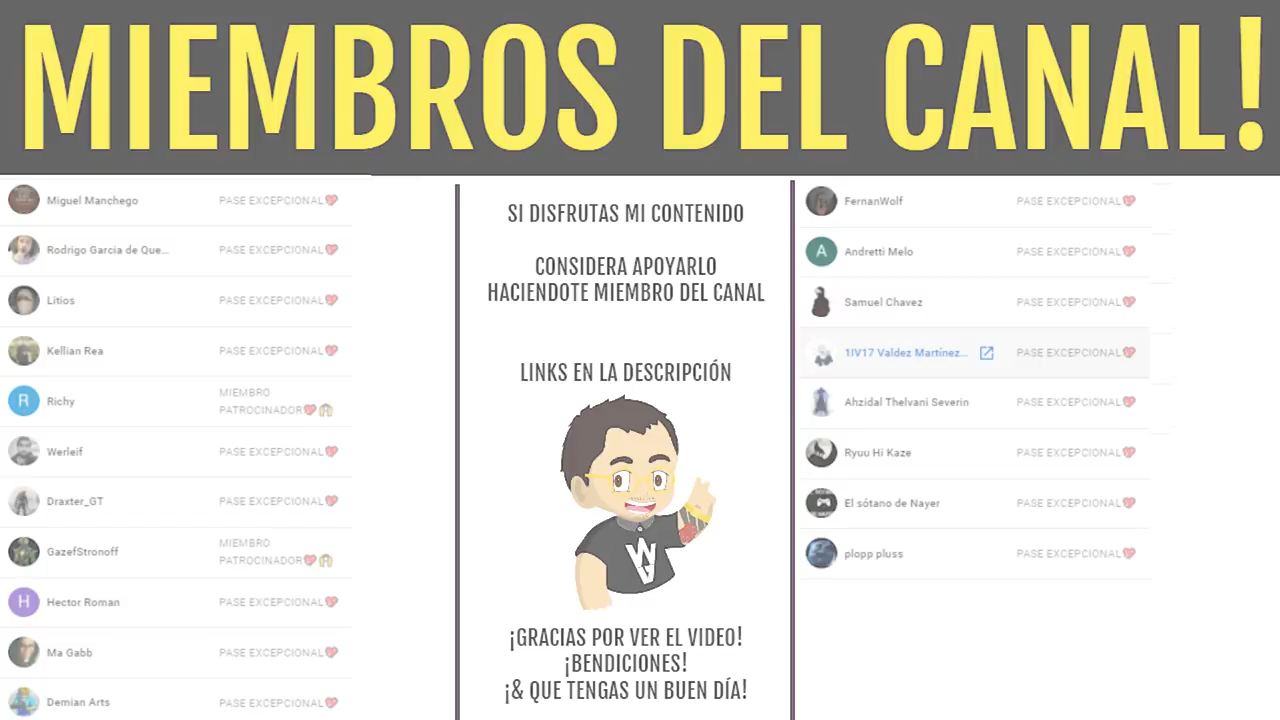 MIEMBROS DEL CANAL!
Miguel Manchego PASE EXCEPCIONAL💖
Rodrigo Garcia de Que... PASE EXCEPCIONAL💖
Litios PASE EXCEPCIONAL💖
Kellian Rea PASE EXCEPCIONAL💖
R Richy MIEMBRO
PATROCINADOR💖🙌
Werleif PASE EXCEPCIONAL💖
Draxter_GT PASE EXCEPCIONAL💖
GazefStronoff MIEMBRO
PATROCINADOR💖🙌
H Hector Roman PASE EXCEPCIONAL💖
Ma Gabb PASE EXCEPCIONAL💖
Demian Arts PASE EXCEPCIONAL💖
SI DISFRUTAS MI CONTENIDO
CONSIDERA APOYARLO
HACIENDOTE MIEMBRO DEL CANAL
LINKS EN LA DESCRIPCIÓN
¡GRACIAS POR VER EL VIDEO!
¡BENDICIONES!
¡& QUE TENGAS UN BUEN DÍA!
FernanWolf PASE EXCEPCIONAL💖
A Andretti Melo PASE EXCEPCIONAL💖
Samuel Chavez PASE EXCEPCIONAL💖
1IV17 Valdez Martínez... PASE EXCEPCIONAL💖
Ahzidal Thelvani Severin PASE EXCEPCIONAL💖
Ryuu Hi Kaze PASE EXCEPCIONAL💖
El sótano de Nayer PASE EXCEPCIONAL💖
plopp pluss PASE EXCEPCIONAL💖